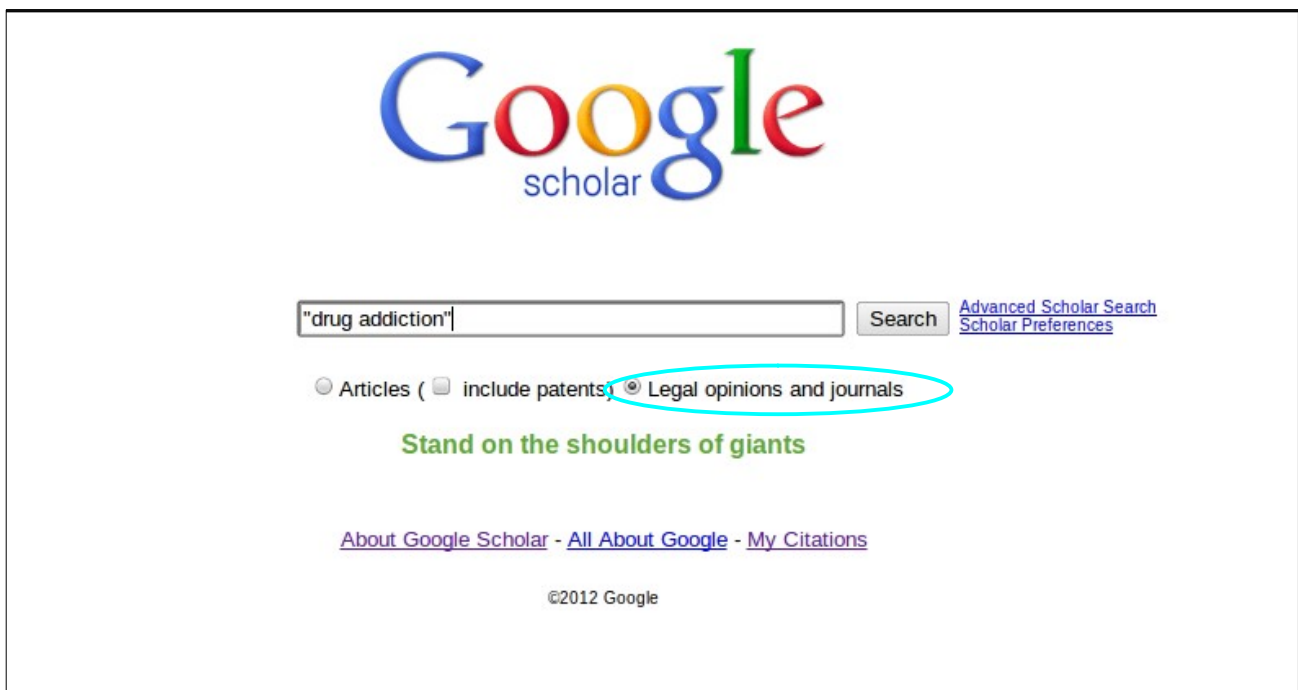 Google
scholar
"drug addiction"
Search
Advanced Scholar Search
Scholar Preferences
Articles ( include patents) Legal opinions and journals
Stand on the shoulders of giants
About Google Scholar - All About Google - My Citations
©2012 Google